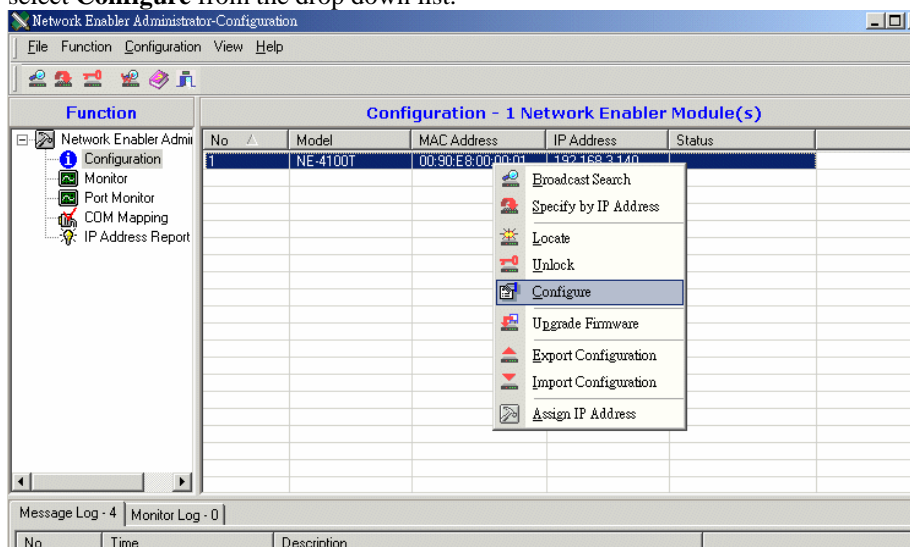 select Configure from the drop down list.
Network Enabler Administrator-Configuration
File Function Configuration View Help
Function
Configuration - 1 Network Enabler Module(s)
Network Enabler Admi
Configuration
Monitor
Port Monitor
COM Mapping
IP Address Report
No Model MAC Address IP Address Status
1 NE-4100T 00:90:E8:00:00:01 192.168.3.140
Broadcast Search
Specify by IP Address
Locate
Unlock
Configure
Upgrade Firmware
Export Configuration
Import Configuration
Assign IP Address
Message Log - 4 Monitor Log - 0
No Time Description